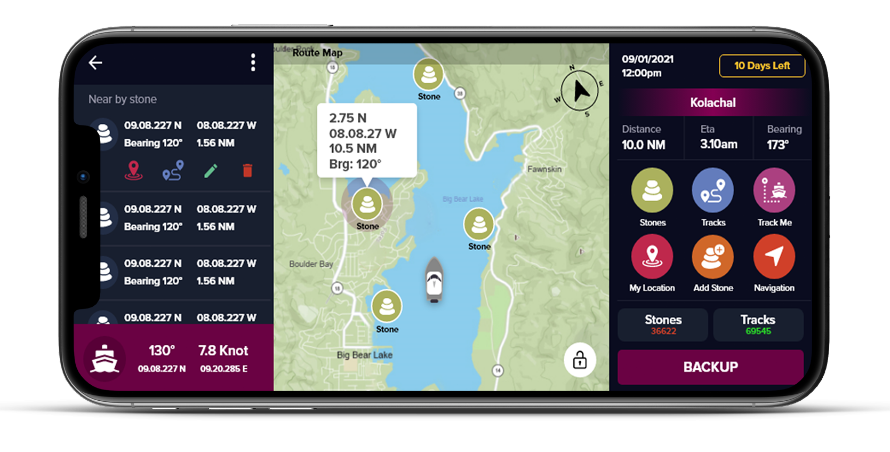 Near by stone
09.08.227 N 08.08.227 W
Bearing 120° 1.56 NM
09.08.227 N 08.08.227 W
Bearing 120° 1.56 NM
09.08.227 N 08.08.227 W
Bearing 120° 1.56 NM
09.08.227 N 08.08.227 W
130° 7.8 Knot
09.08.227 N 09.20.285 E
Route Map
18
Stone
38
N
E
S
W
2.75 N
08.08.27 W
10.5 NM
Brg: 120°
Stone
Fawnskin
Big Bear Lake
Stone
Boulder Bay
18
Stone
Big Bear Lake
14
09/01/2021
12:00pm
10 Days Left
Kolachal
Distance Eta Bearing
10.0 NM 3.10am 173°
Stones Tracks Track Me
My Location Add Stone Navigation
Stones Tracks
36622 69545
BACKUP